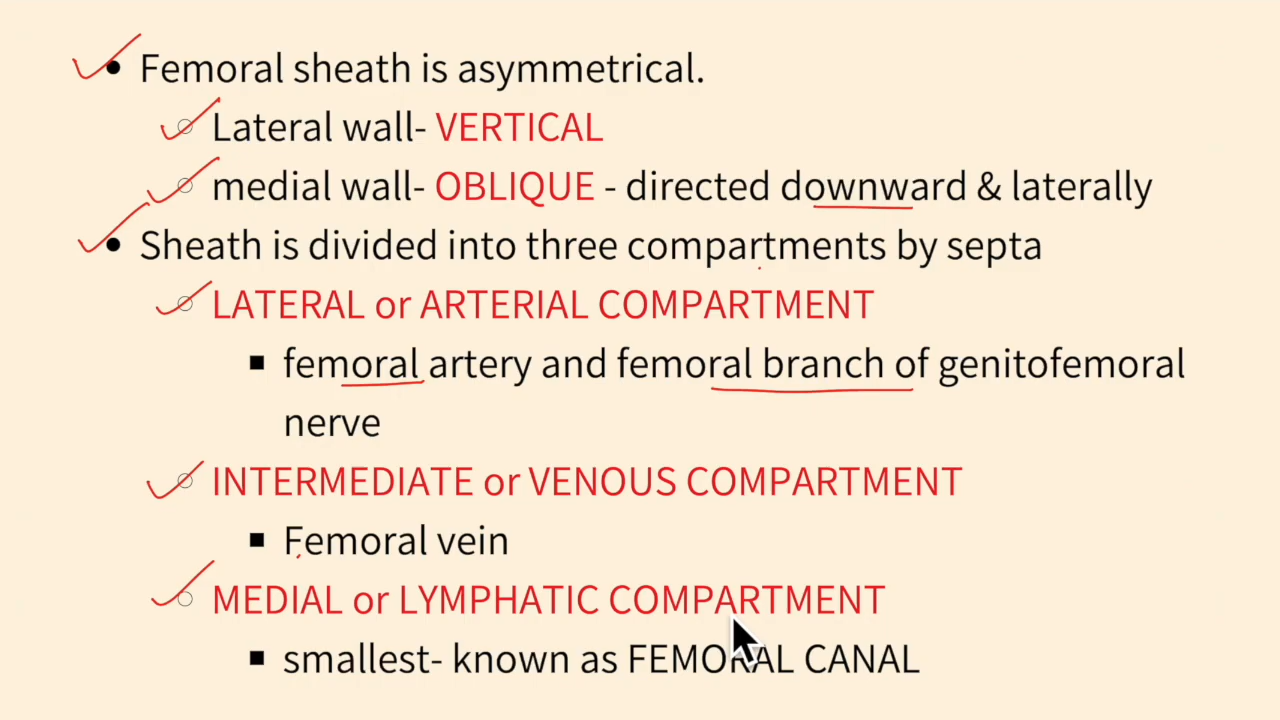 • Femoral sheath is asymmetrical.
○ Lateral wall- VERTICAL
○ medial wall- OBLIQUE - directed downward & laterally
• Sheath is divided into three compartments by septa
○ LATERAL or ARTERIAL COMPARTMENT
■ femoral artery and femoral branch of genitofemoral
nerve
○ INTERMEDIATE or VENOUS COMPARTMENT
■ Femoral vein
○ MEDIAL or LYMPHATIC COMPARTMENT
■ smallest- known as FEMORAL CANAL